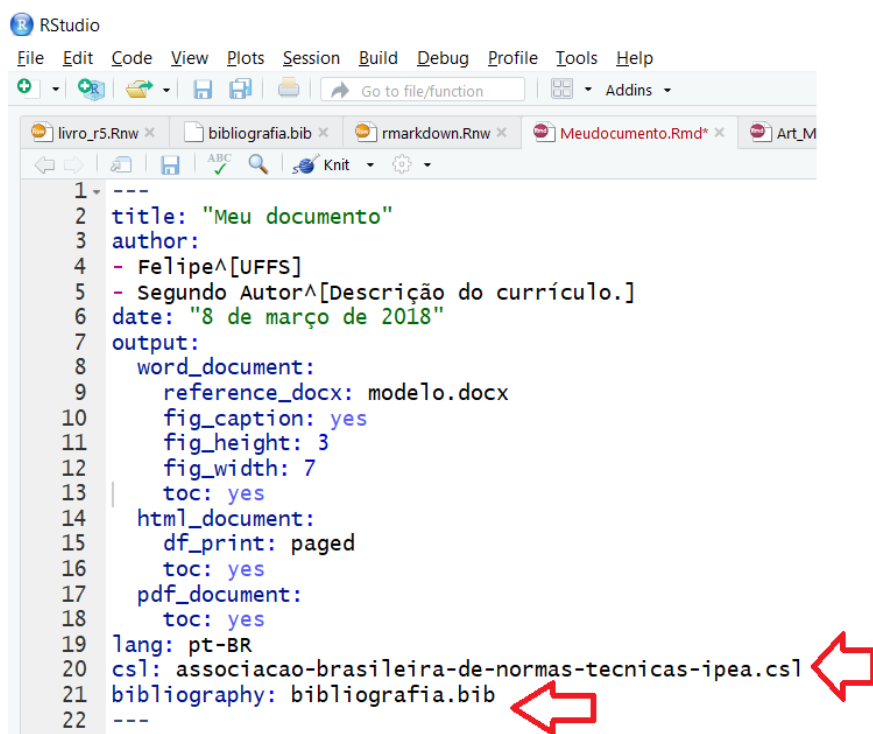 RStudio
File Edit Code View Plots Session Build Debug Profile Tools Help
Go to file/function Addins
livro_r5.Rnw bibliografia.bib rmarkdown.Rnw Meudocumento.Rmd* Art_M
ABC Knit
1 ---
2 title: "Meu documento"
3 author:
4 - Felipe^[UFFS]
5 - Segundo Autor^[Descrição do currículo.]
6 date: "8 de março de 2018"
7 output:
8   word_document:
9     reference_docx: modelo.docx
10     fig_caption: yes
11     fig_height: 3
12     fig_width: 7
13     toc: yes
14   html_document:
15     df_print: paged
16     toc: yes
17   pdf_document:
18     toc: yes
19 lang: pt-BR
20 csl: associacao-brasileira-de-normas-tecnicas-ipea.csl
21 bibliography: bibliografia.bib
22 ---